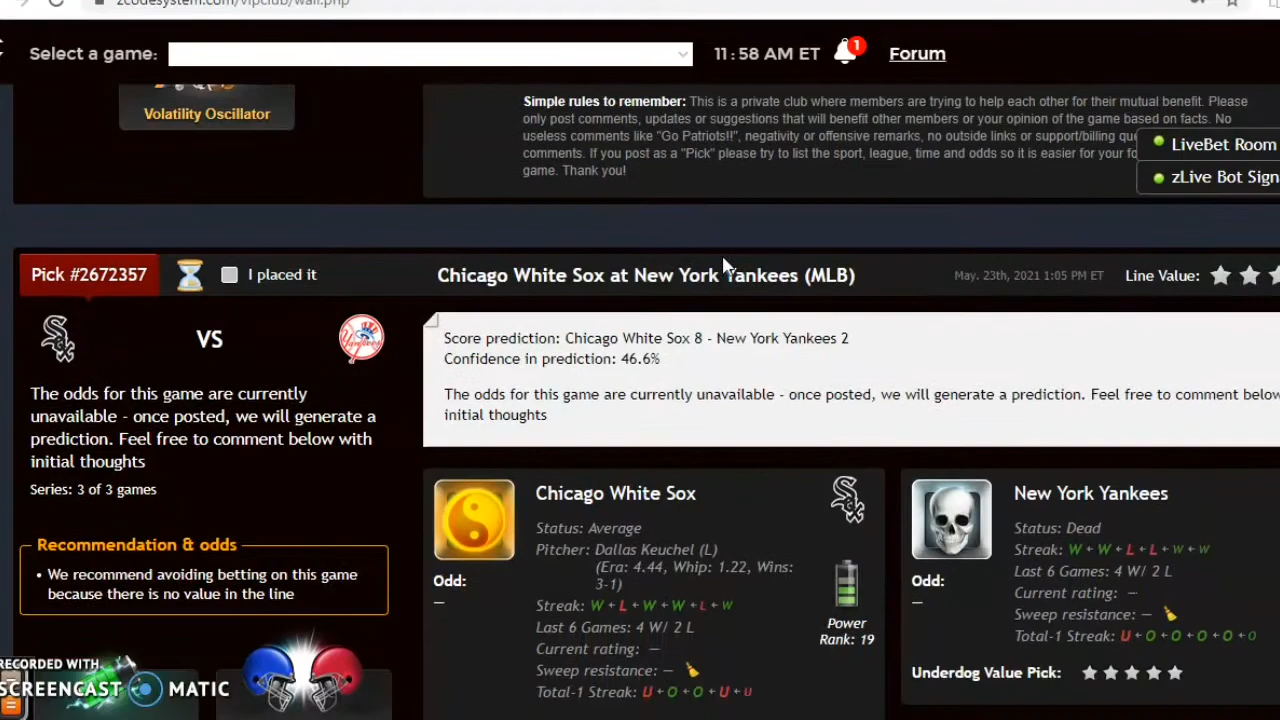 zcodesystem.com/vipclub/wall.php
Select a game:
11:58 AM ET
1
Forum
Volatility Oscillator
Simple rules to remember: This is a private club where members are trying to help each other for their mutual benefit. Please
only post comments, updates or suggestions that will benefit other members or your opinion of the game based on facts. No
useless comments like "Go Patriots!!", negativity or offensive remarks, no outside links or support/billing
comments. If you post as a "Pick" please try to list the sport, league, time and odds so it is easier for your
game. Thank you!
LiveBet Room
zLive Bot
Pick #2672357
I placed it
Chicago White Sox at New York Yankees (MLB)
May. 23th, 2021 1:05 PM ET
Line Value:
VS
The odds for this game are currently
unavailable - once posted, we will generate a
prediction. Feel free to comment below with
initial thoughts
Series: 3 of 3 games
Score prediction: Chicago White Sox 8 - New York Yankees 2
Confidence in prediction: 46.6%
The odds for this game are currently unavailable - once posted, we will generate a prediction. Feel free to comment below
initial thoughts
Recommendation & odds
• We recommend avoiding betting on this game
because there is no value in the line
Chicago White Sox
Status: Average
Pitcher: Dallas Keuchel (L)
(Era: 4.44, Whip: 1.22, Wins:
3-1)
Odd:
–
Streak: W + L + W + W + L + W
Last 6 Games: 4 W/ 2 L
Current rating: –
Sweep resistance: –
Total-1 Streak: U + O + O + U + U
Power
Rank: 19
New York Yankees
Status: Dead
Streak: W + W + L + L + W + W
Last 6 Games: 4 W/ 2 L
Odd:
–
Current rating: –
Sweep resistance: –
Total-1 Streak: U + O + O + O + O + O
Underdog Value Pick:
RECORDED WITH
SCREENCAST MATIC